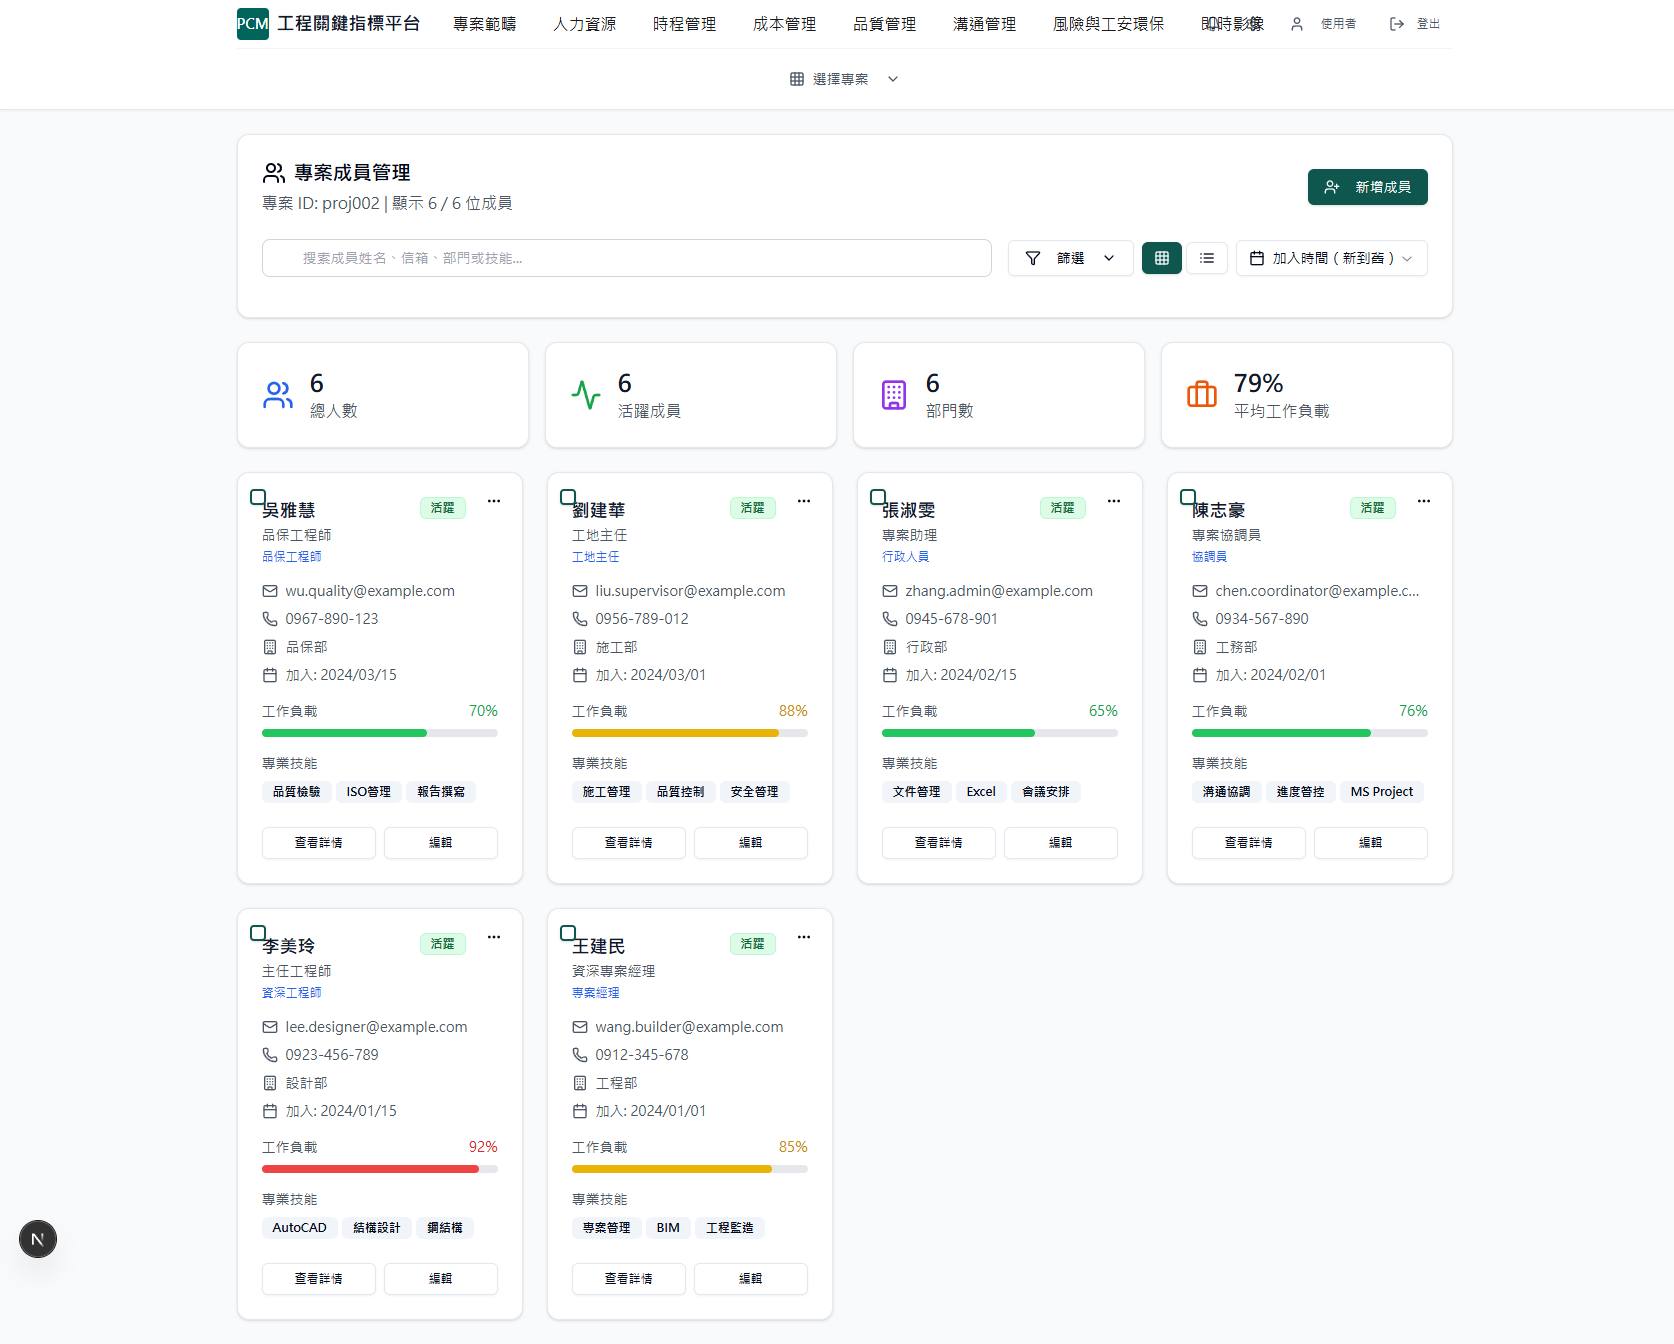 PCM 工程關鍵指標平台 專案範疇 人力資源 時程管理 成本管理 品質管理 溝通管理 風險與工安環保 即時影像 使用者 登出
選擇專案
專案成員管理
專案 ID: proj002 | 顯示 6 / 6 位成員
新增成員
搜索成員姓名、信箱、部門或技能...
篩選
加入時間（新到舊）
6
總人數
6
活躍成員
6
部門數
79%
平均工作負載
吳雅慧
活躍
品保工程師
品保工程師
wu.quality@example.com
0967-890-123
品保部
加入: 2024/03/15
工作負載 70%
專業技能
品質檢驗 ISO管理 報告撰寫
查看詳情 編輯
劉建華
活躍
工地主任
工地主任
liu.supervisor@example.com
0956-789-012
施工部
加入: 2024/03/01
工作負載 88%
專業技能
施工管理 品質控制 安全管理
查看詳情 編輯
張淑雯
活躍
專案助理
行政人員
zhang.admin@example.com
0945-678-901
行政部
加入: 2024/02/15
工作負載 65%
專業技能
文件管理 Excel 會議安排
查看詳情 編輯
陳志豪
活躍
專案協調員
協調員
chen.coordinator@example.c...
0934-567-890
工務部
加入: 2024/02/01
工作負載 76%
專業技能
溝通協調 進度管控 MS Project
查看詳情 編輯
李美玲
活躍
主任工程師
資深工程師
lee.designer@example.com
0923-456-789
設計部
加入: 2024/01/15
工作負載 92%
專業技能
AutoCAD 結構設計 鋼結構
查看詳情 編輯
王建民
活躍
資深專案經理
專案經理
wang.builder@example.com
0912-345-678
工程部
加入: 2024/01/01
工作負載 85%
專業技能
專案管理 BIM 工程監造
查看詳情 編輯
N